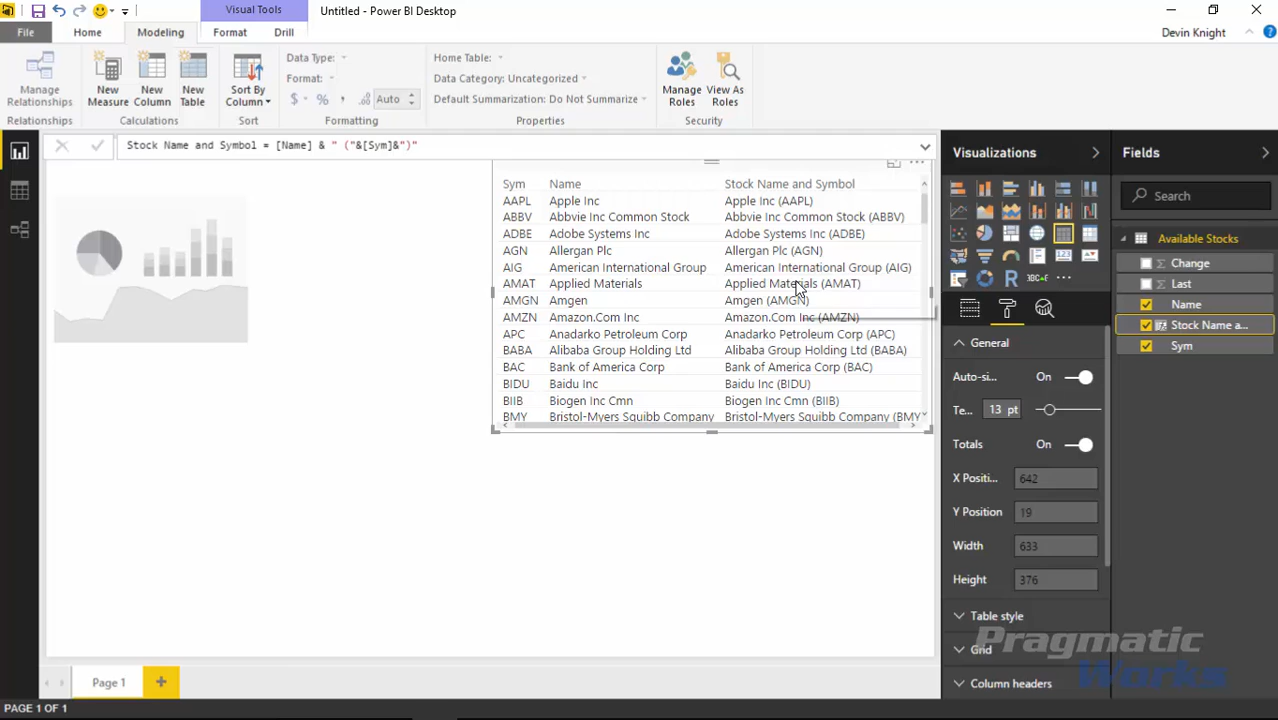 Visual Tools
Untitled - Power BI Desktop
File
Home
Modeling
Format
Drill
Devin Knight
Manage Relationships
New Measure
New Column
New Table
Sort By Column
Data Type:
Format:
$ % , .00 Auto
Home Table:
Data Category: Uncategorized
Default Summarization: Do Not Summarize
Manage Roles
View As Roles
Relationships
Calculations
Sort
Formatting
Properties
Security
Stock Name and Symbol = [Name] & " ("&[Sym]&")"
Sym Name Stock Name and Symbol
AAPL Apple Inc Apple Inc (AAPL)
ABBV Abbvie Inc Common Stock Abbvie Inc Common Stock (ABBV)
ADBE Adobe Systems Inc Adobe Systems Inc (ADBE)
AGN Allergan Plc Allergan Plc (AGN)
AIG American International Group American International Group (AIG)
AMAT Applied Materials Applied Materials (AMAT)
AMGN Amgen Amgen (AMGN)
AMZN Amazon.Com Inc Amazon.Com Inc (AMZN)
APC Anadarko Petroleum Corp Anadarko Petroleum Corp (APC)
BABA Alibaba Group Holding Ltd Alibaba Group Holding Ltd (BABA)
BAC Bank of America Corp Bank of America Corp (BAC)
BIDU Baidu Inc Baidu Inc (BIDU)
BIIB Biogen Inc Cmn Biogen Inc Cmn (BIIB)
BMY Bristol-Myers Squibb Company Bristol-Myers Squibb Company (BMY
Visualizations
R
General
Auto-si... On
Te... 13 pt
Totals On
X Positi... 642
Y Position 19
Width 633
Height 376
Table style
Grid
Column headers
Fields
Search
Available Stocks
Σ Change
Σ Last
Name
Stock Name a...
Sym
Pragmatic
Works
Page 1
PAGE 1 OF 1